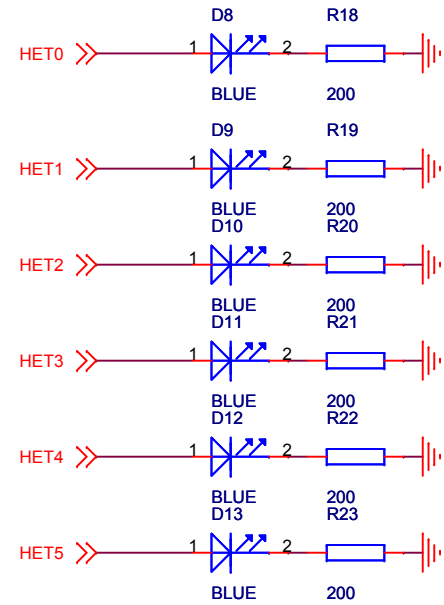 D8 R18
HET0 1 2
BLUE 200
D9 R19
HET1 1 2
BLUE 200
D10 R20
HET2 1 2
BLUE 200
D11 R21
HET3 1 2
BLUE 200
D12 R22
HET4 1 2
BLUE 200
D13 R23
HET5 1 2
BLUE 200